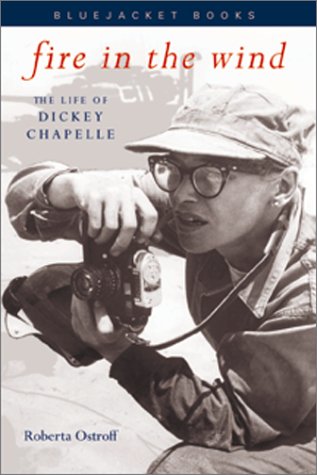 BLUEJACKET BOOKS
fire in the wind
THE LIFE OF
DICKEY
CHAPELLE
Roberta Ostroff